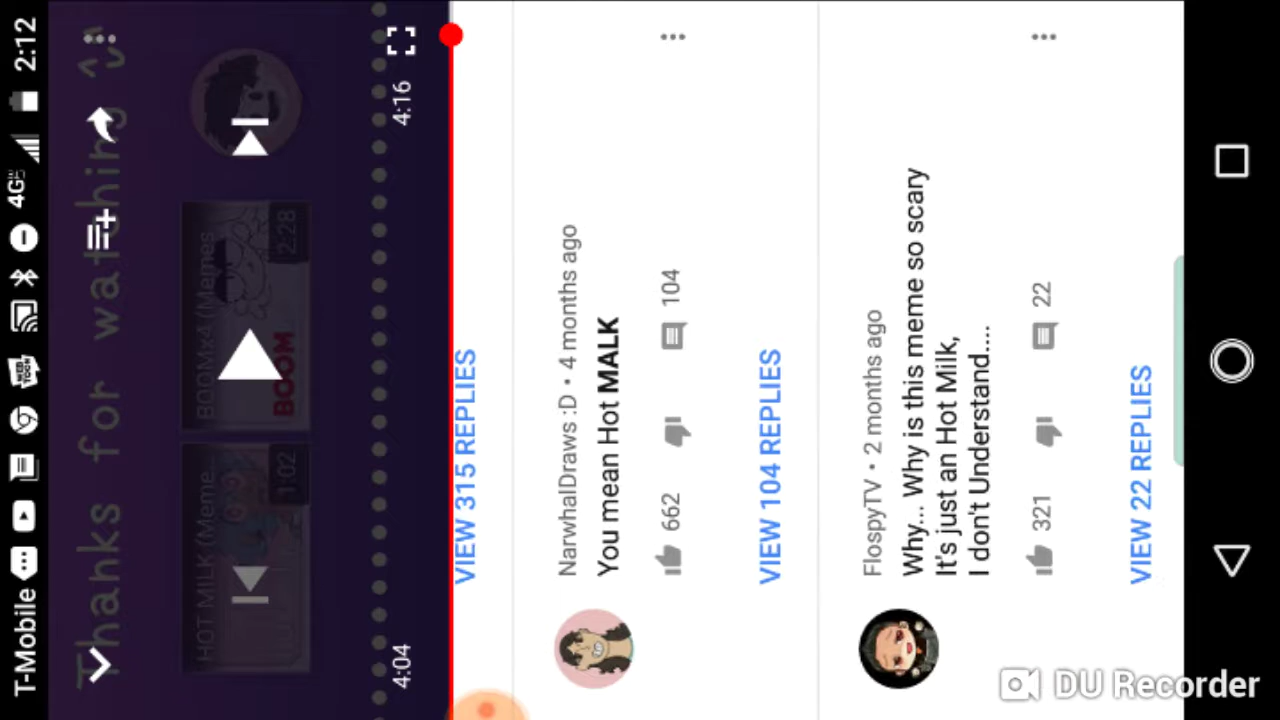 T-Mobile
4G
2:12
Thanks for watching ^^
HOT MILK (Meme
1:02
BOOMx4 (Memes
BOOM
2:28
4:04
4:16
VIEW 315 REPLIES
NarwhalDraws :D • 4 months ago
You mean Hot MALK
662
104
VIEW 104 REPLIES
FlospyTV • 2 months ago
Why... Why is this meme so scary
It's just an Hot Milk,
I don't Understand....
321
22
VIEW 22 REPLIES
DU Recorder